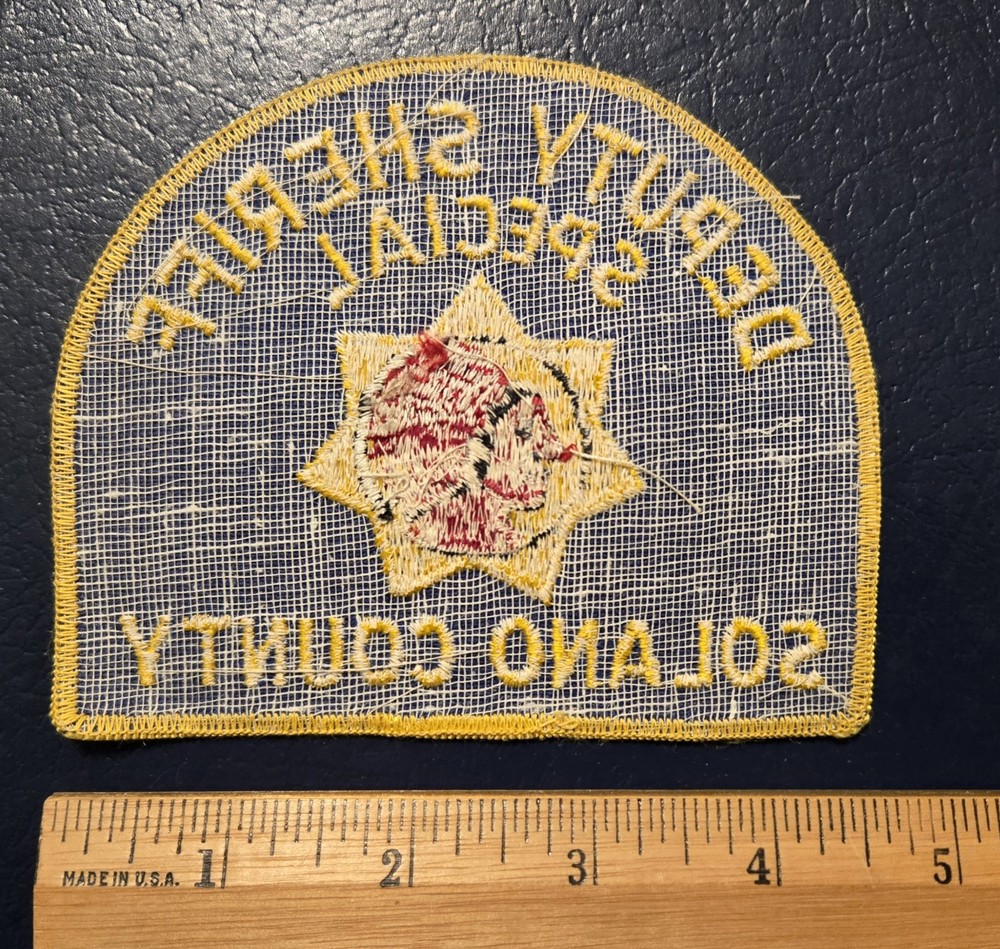 DEPUTY SHERIFF
SPECIAL
SOLANO COUNTY
1 2 3 4 5
MADE IN U.S.A.